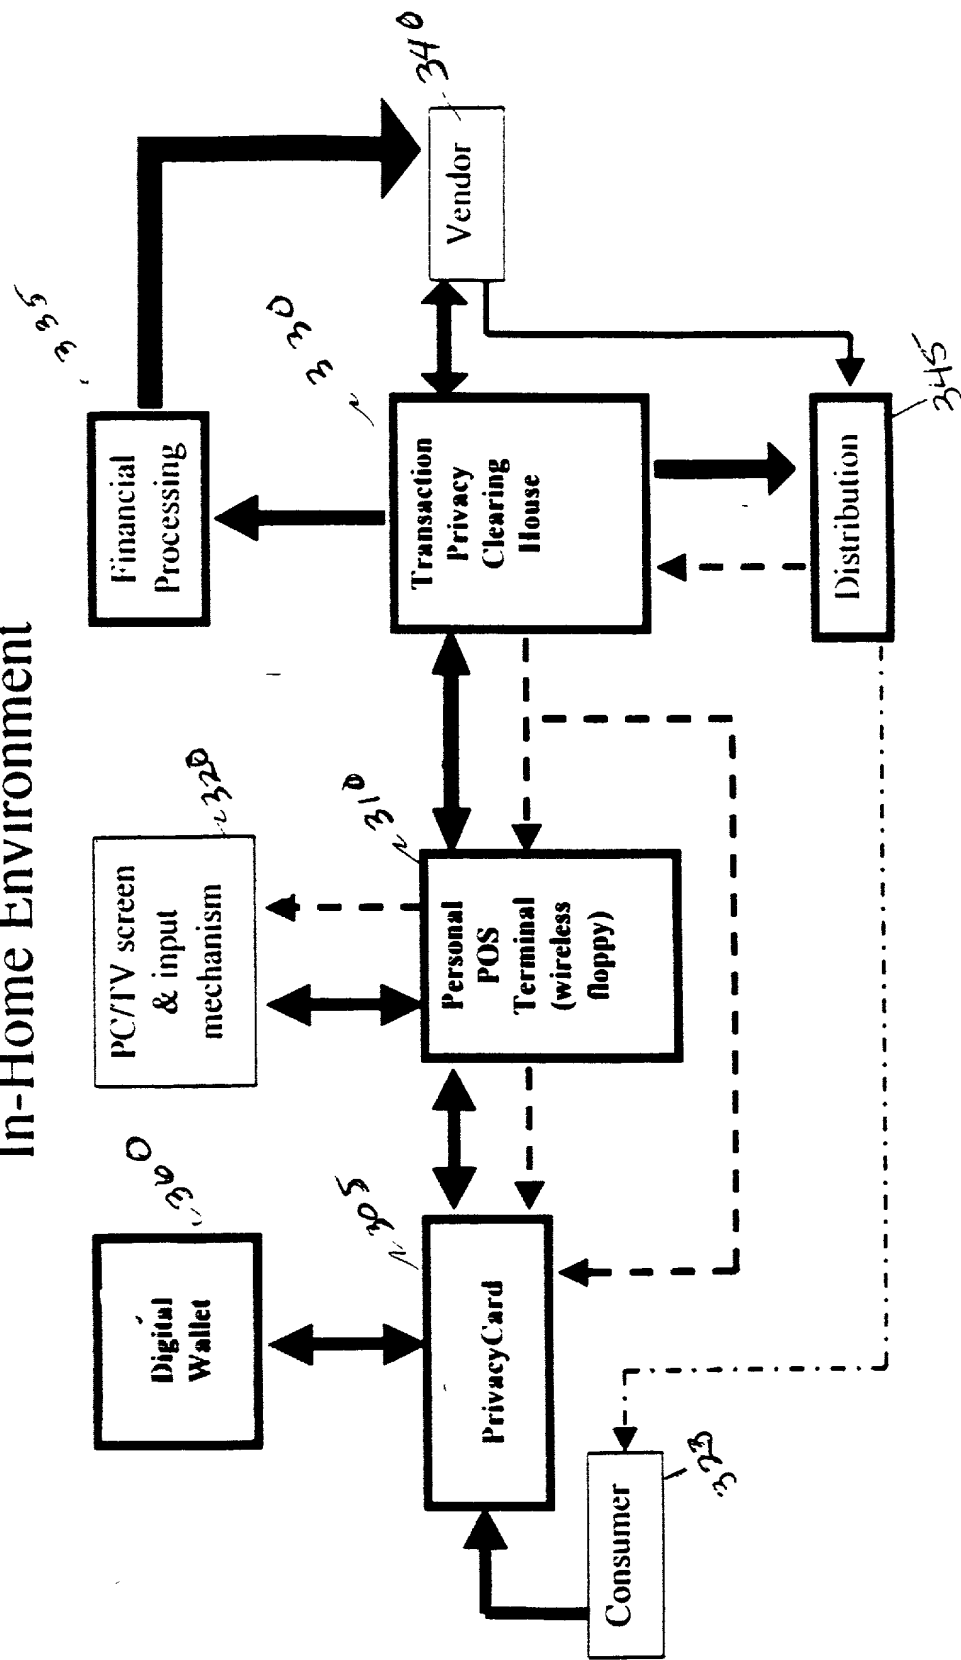 In-Home Environment
Digital
Wallet
300
PC/TV screen
& input
mechanism
320
Financial
Processing
335
PrivacyCard
305
Personal
POS
Terminal
(wireless
floppy)
310
Transaction
Privacy
Clearing
House
330
Vendor
340
Consumer
323
Distribution
345